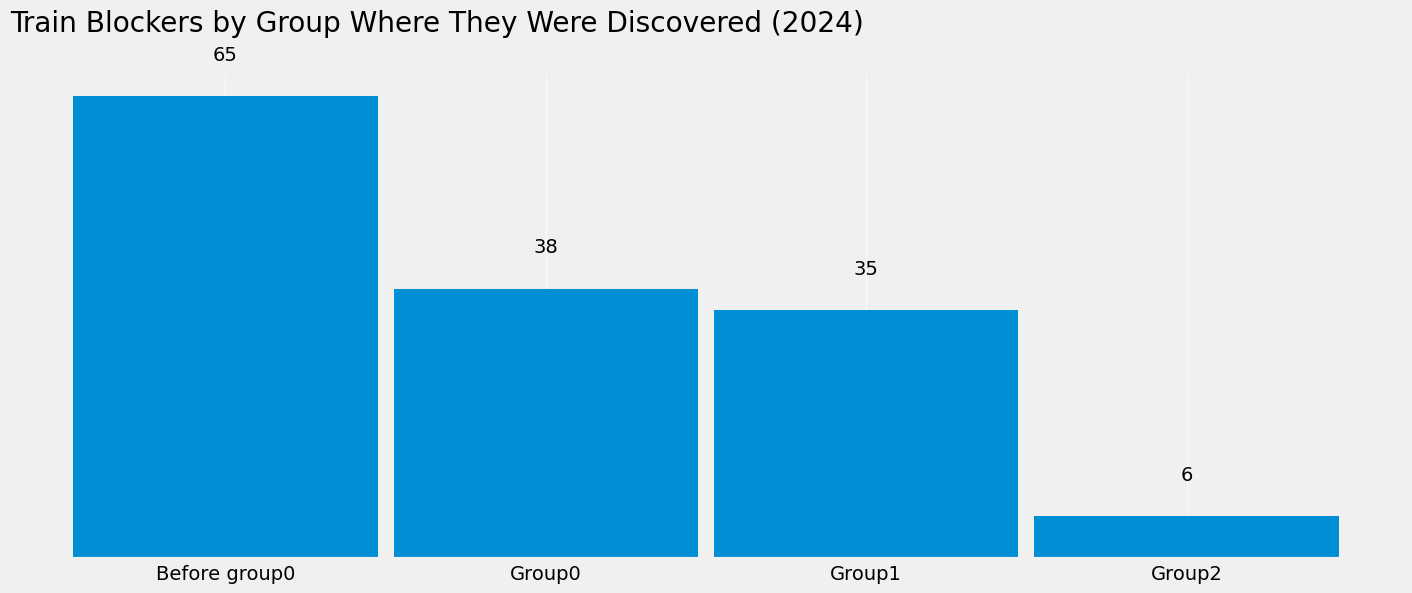 Train Blockers by Group Where They Were Discovered (2024)
65
38
35
6
Before group0
Group0
Group1
Group2